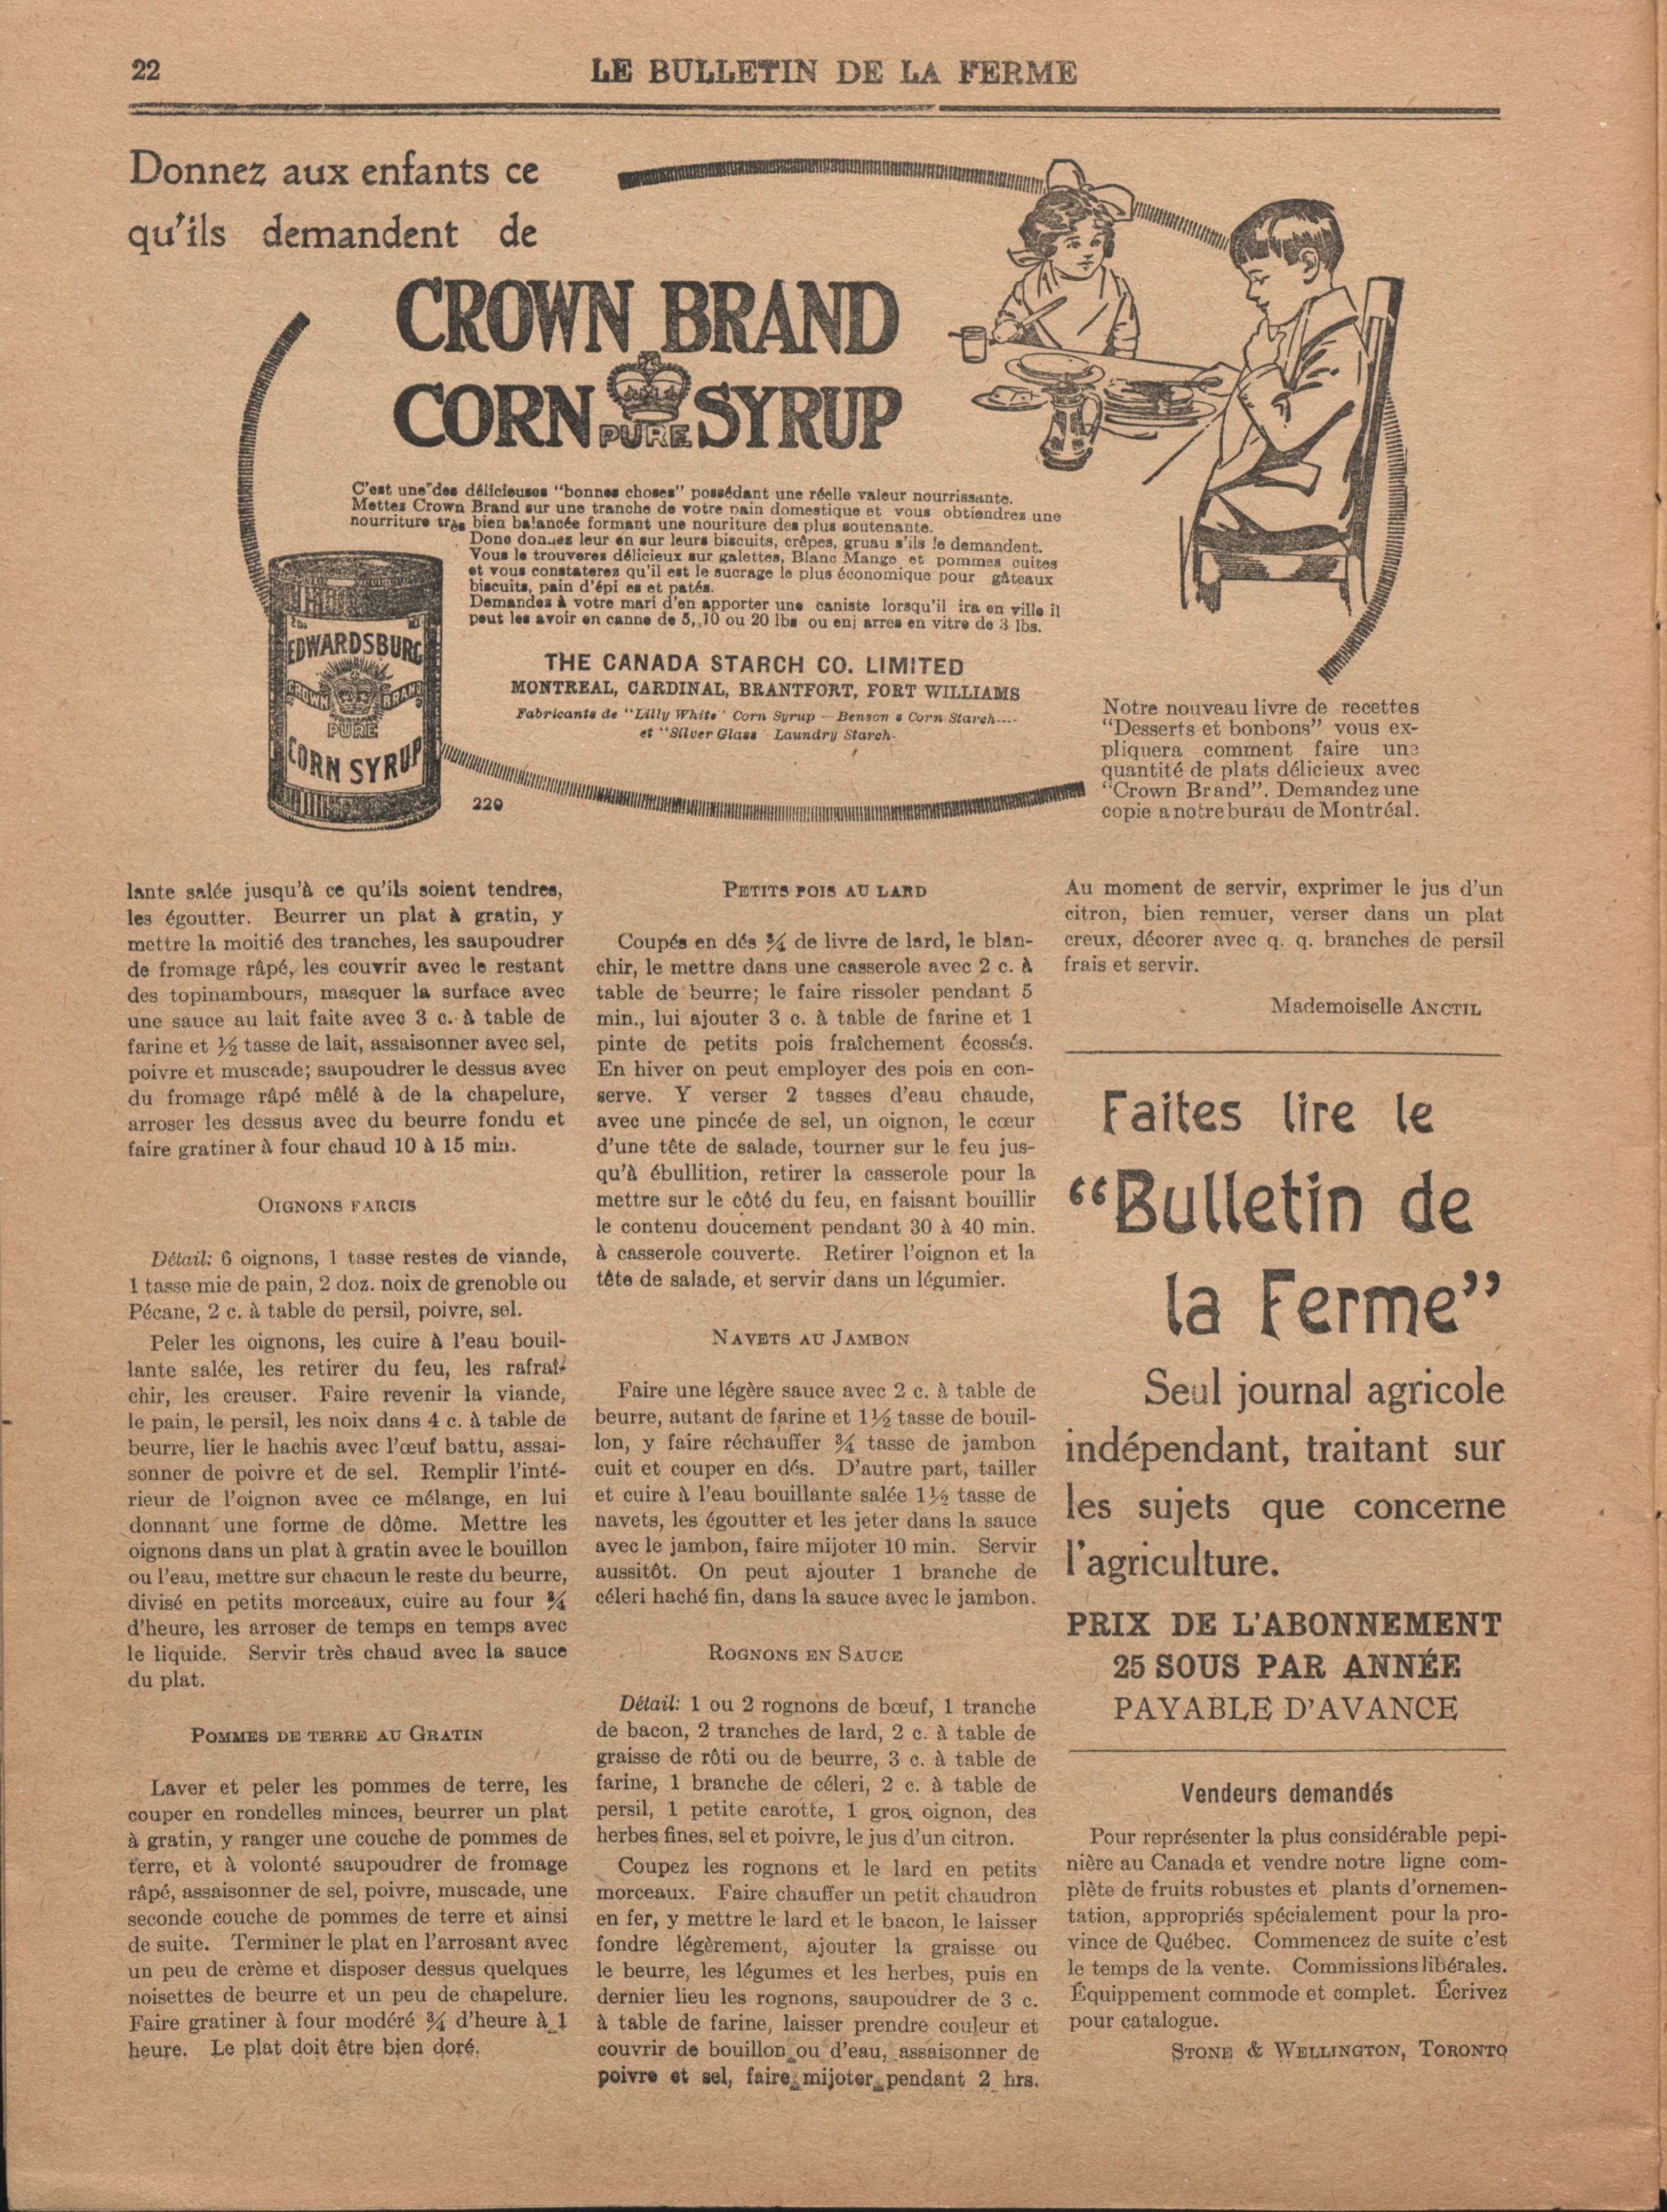 22
LE BULLETIN DE LA FERME
Donnez aux enfants ce
qu'ils demandent de
CROWN BRAND
CORN PURE SYRUP
C'est une des délicieuses "bonnes choses" possédant une réelle valeur nourrissante.
Mettez Crown Brand sur une tranche de votre pain domestique et vous obtiendrez une
nourriture très bien balancée formant une nouriture des plus soutenante.
Donc donnez leur en sur leurs biscuits, crêpes, gruau s'ils le demandent.
Vous le trouverez délicieux sur galettes, Blanc Mange et pommes cuites
et vous constaterez qu'il est le sucrage le plus économique pour gâteaux
biscuits, pain d'épi es et patés.
Demandez à votre mari d'en apporter une caniste lorsqu'il ira en ville il
peut les avoir en canne de 5, 10 ou 20 lbs ou enj arres en vitre de 3 lbs.
THE CANADA STARCH CO. LIMITED
MONTREAL, CARDINAL, BRANTFORT, FORT WILLIAMS
Fabricants de "Lilly White' Corn Syrup — Benson s Corn Starch----
et "Silver Glass Laundry Starch.
EDWARDSBURG
CROWN BRAND
PURE
CORN SYRUP
220
Notre nouveau livre de recettes
"Desserts et bonbons" vous ex-
pliquera comment faire une
quantité de plats délicieux avec
"Crown Brand". Demandez une
copie a notre burau de Montréal.
lante salée jusqu'à ce qu'ils soient tendres,
les égoutter. Beurrer un plat à gratin, y
mettre la moitié des tranches, les saupoudrer
de fromage râpé, les couvrir avec le restant
des topinambours, masquer la surface avec
une sauce au lait faite avec 3 c. à table de
farine et ½ tasse de lait, assaisonner avec sel,
poivre et muscade; saupoudrer le dessus avec
du fromage râpé mêlé à de la chapelure,
arroser les dessus avec du beurre fondu et
faire gratiner à four chaud 10 à 15 min.
OIGNONS FARCIS
Détail: 6 oignons, 1 tasse restes de viande,
1 tasse mie de pain, 2 doz. noix de grenoble ou
Pécane, 2 c. à table de persil, poivre, sel.
Peler les oignons, les cuire à l'eau bouil-
lante salée, les retirer du feu, les rafraî-
chir, les creuser. Faire revenir la viande,
le pain, le persil, les noix dans 4 c. à table de
beurre, lier le hachis avec l'œuf battu, assai-
sonner de poivre et de sel. Remplir l'inté-
rieur de l'oignon avec ce mélange, en lui
donnant une forme de dôme. Mettre les
oignons dans un plat à gratin avec le bouillon
ou l'eau, mettre sur chacun le reste du beurre,
divisé en petits morceaux, cuire au four ¾
d'heure, les arroser de temps en temps avec
le liquide. Servir très chaud avec la sauce
du plat.
POMMES DE TERRE AU GRATIN
Laver et peler les pommes de terre, les
couper en rondelles minces, beurrer un plat
à gratin, y ranger une couche de pommes de
terre, et à volonté saupoudrer de fromage
râpé, assaisonner de sel, poivre, muscade, une
seconde couche de pommes de terre et ainsi
de suite. Terminer le plat en l'arrosant avec
un peu de crème et disposer dessus quelques
noisettes de beurre et un peu de chapelure.
Faire gratiner à four modéré ¾ d'heure à 1
heure. Le plat doit être bien doré.
PETITS POIS AU LARD
Coupés en dés ¾ de livre de lard, le blan-
chir, le mettre dans une casserole avec 2 c. à
table de beurre; le faire rissoler pendant 5
min., lui ajouter 3 c. à table de farine et 1
pinte de petits pois fraîchement écossés.
En hiver on peut employer des pois en con-
serve. Y verser 2 tasses d'eau chaude,
avec une pincée de sel, un oignon, le cœur
d'une tête de salade, tourner sur le feu jus-
qu'à ébullition, retirer la casserole pour la
mettre sur le côté du feu, en faisant bouillir
le contenu doucement pendant 30 à 40 min.
à casserole couverte. Retirer l'oignon et la
tête de salade, et servir dans un légumier.
NAVETS AU JAMBON
Faire une légère sauce avec 2 c. à table de
beurre, autant de farine et 1½ tasse de bouil-
lon, y faire réchauffer ¾ tasse de jambon
cuit et couper en dés. D'autre part, tailler
et cuire à l'eau bouillante salée 1½ tasse de
navets, les égoutter et les jeter dans la sauce
avec le jambon, faire mijoter 10 min. Servir
aussitôt. On peut ajouter 1 branche de
céleri haché fin, dans la sauce avec le jambon.
ROGNONS EN SAUCE
Détail: 1 ou 2 rognons de bœuf, 1 tranche
de bacon, 2 tranches de lard, 2 c. à table de
graisse de rôti ou de beurre, 3 c. à table de
farine, 1 branche de céleri, 2 c. à table de
persil, 1 petite carotte, 1 gros oignon, des
herbes fines, sel et poivre, le jus d'un citron.
Coupez les rognons et le lard en petits
morceaux. Faire chauffer un petit chaudron
en fer, y mettre le lard et le bacon, le laisser
fondre légèrement, ajouter la graisse ou
le beurre, les légumes et les herbes, puis en
dernier lieu les rognons, saupoudrer de 3 c.
à table de farine, laisser prendre couleur et
couvrir de bouillon ou d'eau, assaisonner de
poivre et sel, faire mijoter pendant 2 hrs.
Au moment de servir, exprimer le jus d'un
citron, bien remuer, verser dans un plat
creux, décorer avec q. q. branches de persil
frais et servir.
Mademoiselle ANCTIL
Faites lire le
"Bulletin de
la Ferme"
Seul journal agricole
indépendant, traitant sur
les sujets que concerne
l'agriculture.
PRIX DE L'ABONNEMENT
25 SOUS PAR ANNÉE
PAYABLE D'AVANCE
Vendeurs demandés
Pour représenter la plus considérable pepi-
nière au Canada et vendre notre ligne com-
plète de fruits robustes et plants d'ornemen-
tation, appropriés spécialement pour la pro-
vince de Québec. Commencez de suite c'est
le temps de la vente. Commissions libérales.
Équippement commode et complet. Écrivez
pour catalogue.
STONE & WELLINGTON, TORONTO